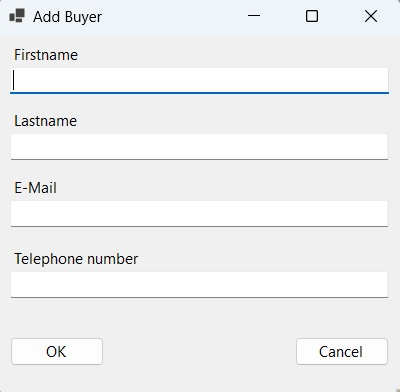 Add Buyer
Firstname
Lastname
E-Mail
Telephone number
OK Cancel